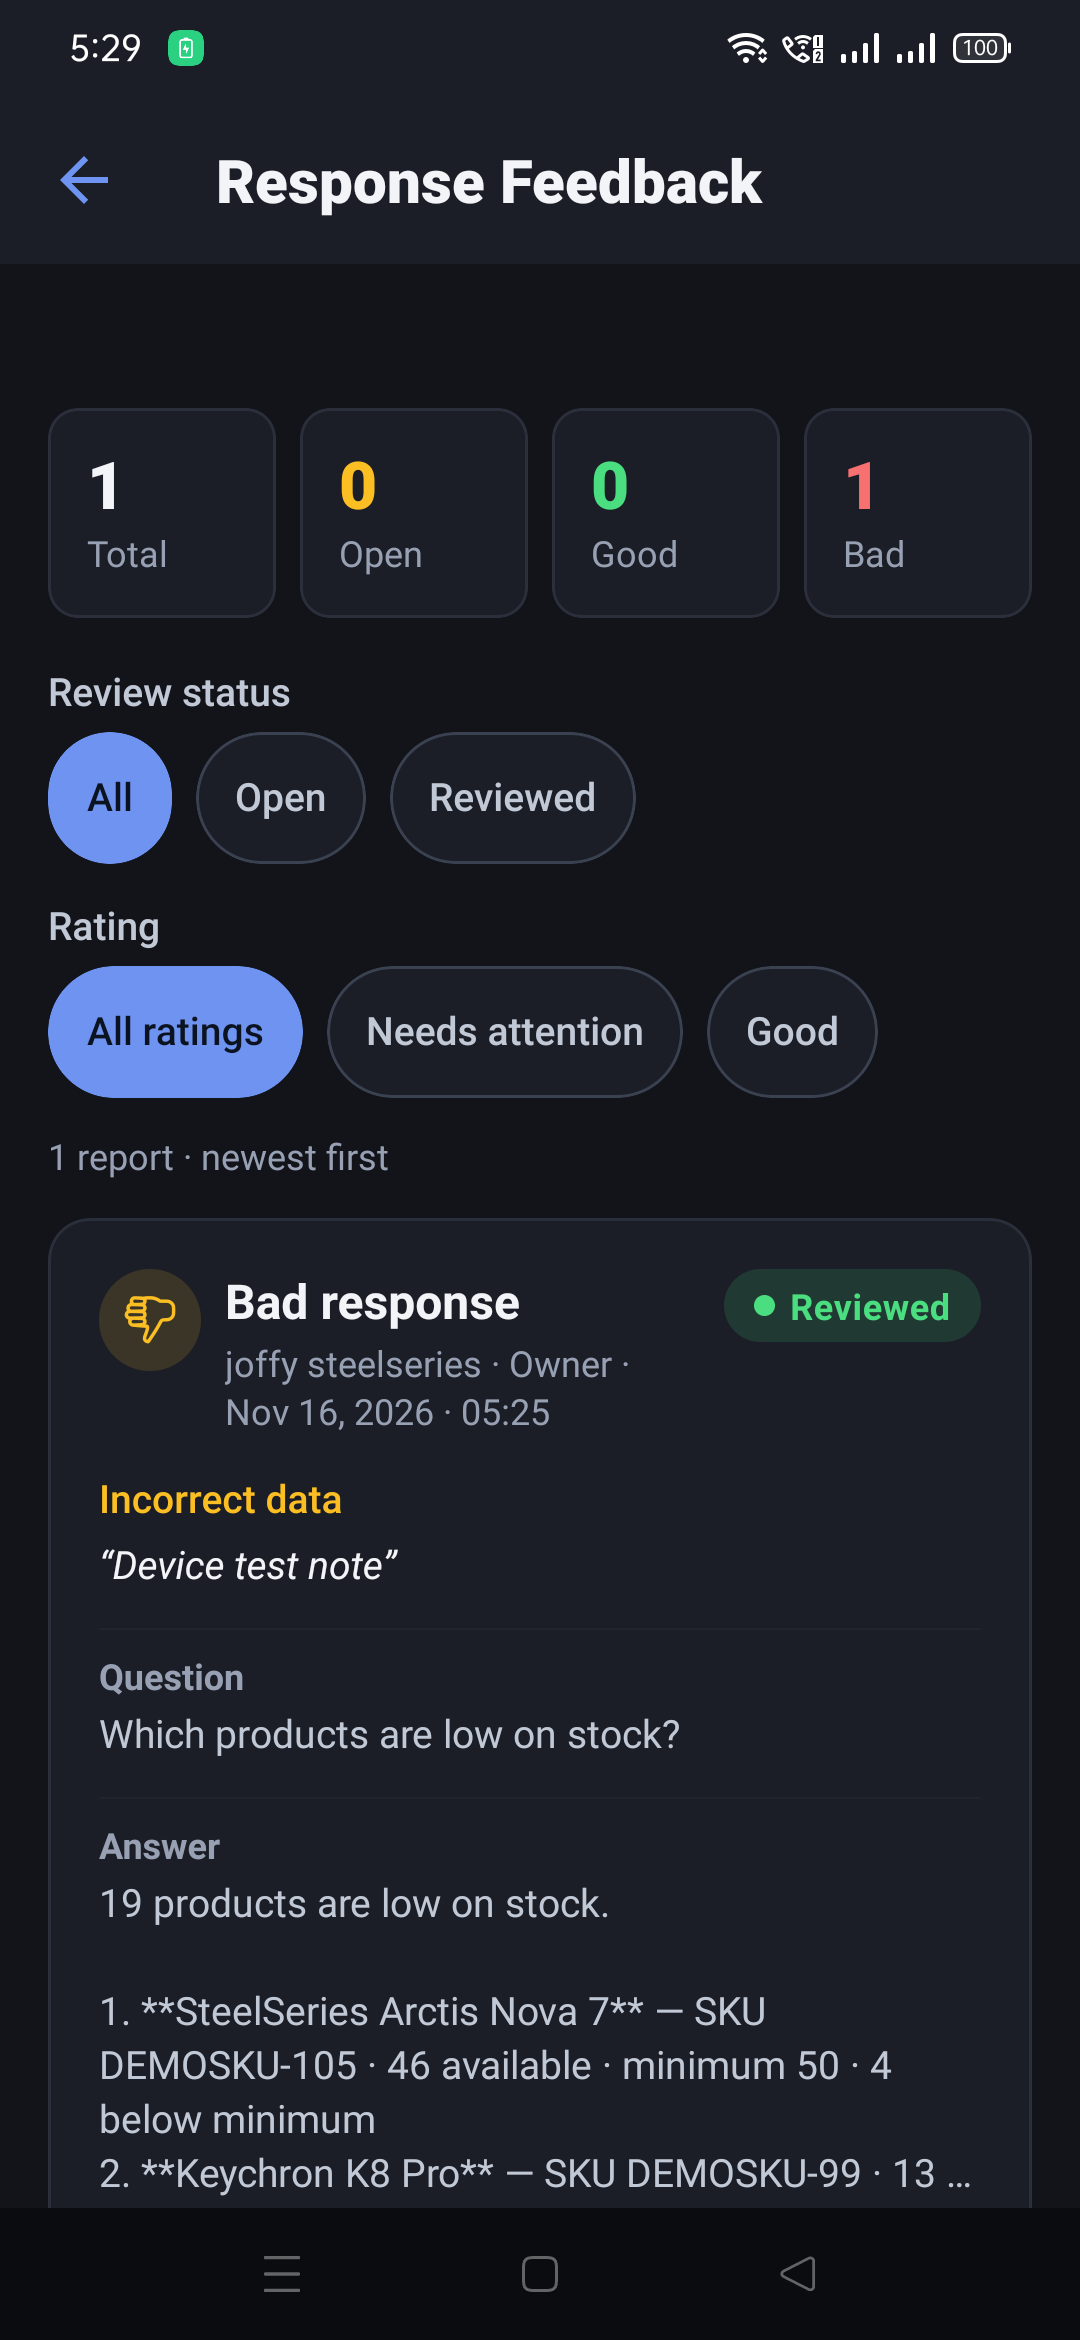 5:29
100
Response Feedback
1
Total
0
Open
0
Good
1
Bad
Review status
All
Open
Reviewed
Rating
All ratings
Needs attention
Good
1 report · newest first
Bad response
Reviewed
joffy steelseries · Owner ·
Nov 16, 2026 · 05:25
Incorrect data
“Device test note”
Question
Which products are low on stock?
Answer
19 products are low on stock.
1. **SteelSeries Arctis Nova 7** — SKU
DEMOSKU-105 · 46 available · minimum 50 · 4
below minimum
2. **Keychron K8 Pro** — SKU DEMOSKU-99 · 13 …